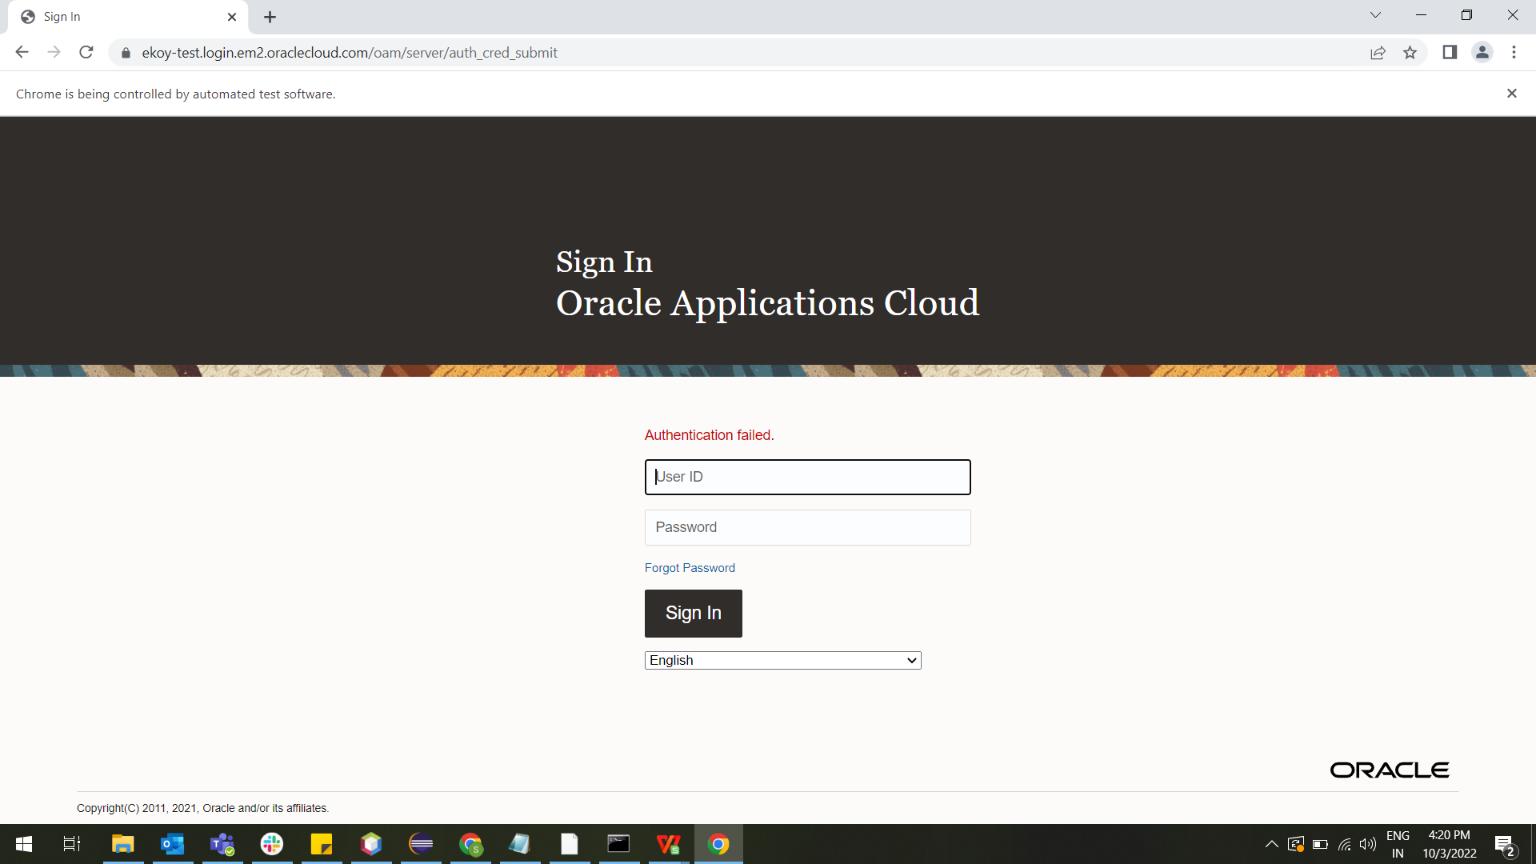 Sign In
ekoy-test.login.em2.oraclecloud.com/oam/server/auth_cred_submit
Chrome is being controlled by automated test software.
Sign In
Oracle Applications Cloud
Authentication failed.
User ID
Password
Forgot Password
Sign In
English
ORACLE
Copyright(C) 2011, 2021, Oracle and/or its affiliates.
ENG
IN
4:20 PM
10/3/2022
2